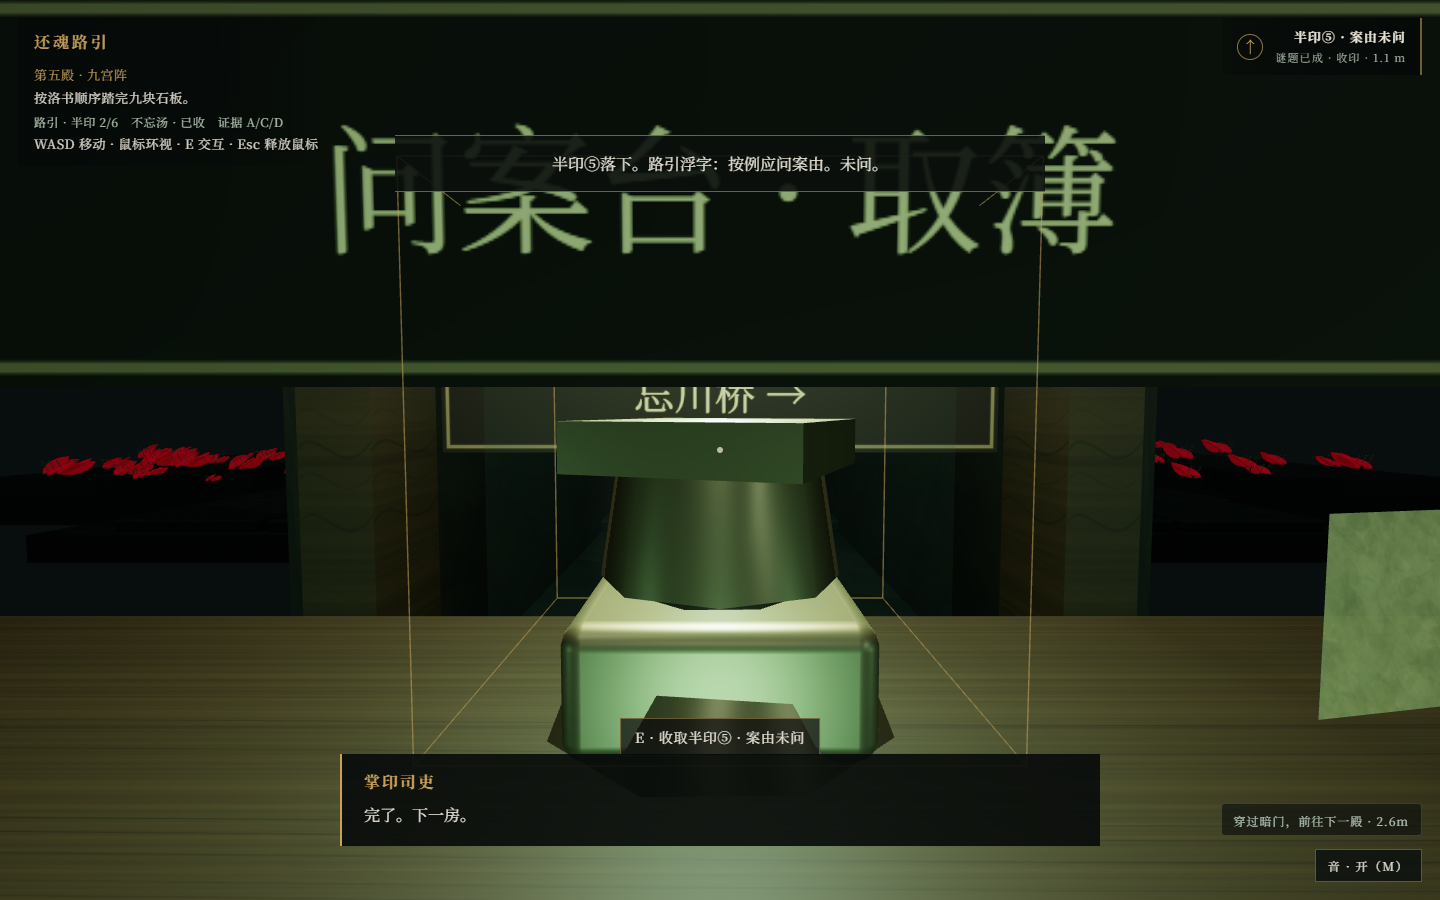 还魂路引
第五殿 · 九宫阵
按洛书顺序踏完九块石板。
路引 · 半印 2/6 不忘汤 · 已收 证据 A/C/D
WASD 移动 · 鼠标环视 · E 交互 · Esc 释放鼠标
半印⑤ · 案由未问
谜题已成 · 收印 · 1.1 m
问案台 · 取簿
半印⑤落下。路引浮字：按例应问案由。未问。
忘川桥 →
E · 收取半印⑤ · 案由未问
掌印司吏
完了。下一房。
穿过暗门，前往下一殿 · 2.6m
音 · 开（M）